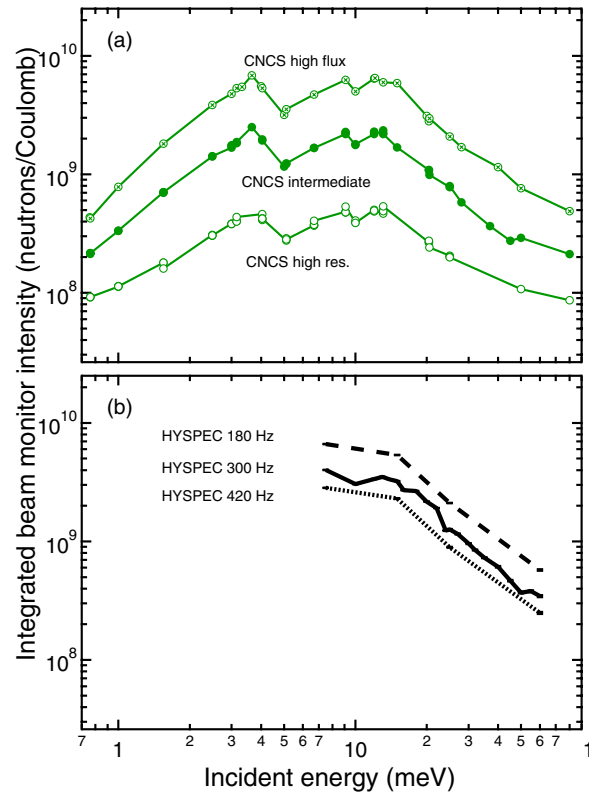 (a)
CNCS high flux
CNCS intermediate
CNCS high res.
10^10
10^9
10^8
(b)
HYSPEC 180 Hz
HYSPEC 300 Hz
HYSPEC 420 Hz
10^10
10^9
10^8
Integrated beam monitor intensity (neutrons/Coulomb)
7 1 2 3 4 5 6 7 10 2 3 4 5 6 7 1
Incident energy (meV)